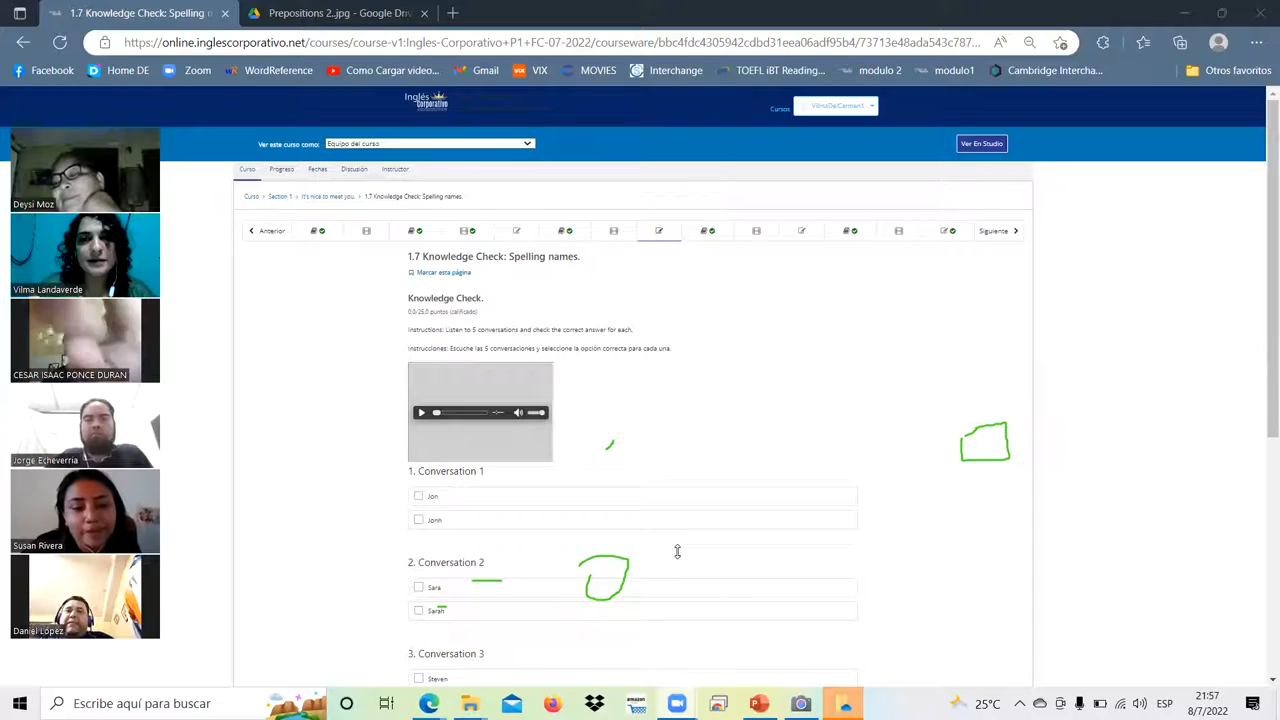 1.7 Knowledge Check: Spelling n
Prepositions 2.jpg - Google Driv
https://online.inglescorporativo.net/courses/course-v1:Ingles-Corporativo+P1+FC-07-2022/courseware/bbc4fdc4305942cdbd31eea06adf95b4/73713e48ada543c787...
Facebook
Home DE
Zoom
WordReference
Como Cargar video...
Gmail
VIX
MOVIES
Interchange
TOEFL iBT Reading...
modulo 2
modulo1
Cambridge Intercha...
Otros favoritos
Inglés Corporativo
Cursos
VilmaDelCarmen1
Ver este curso como:
Equipo del curso
Ver En Studio
Curso
Progreso
Fechas
Discusión
Instructor
Curso > Section 1 > It's nice to meet you. > 1.7 Knowledge Check: Spelling names.
Anterior
Siguiente
1.7 Knowledge Check: Spelling names.
Marcar esta página
Knowledge Check.
0.0/25.0 puntos (calificado)
Instructions: Listen to 5 conversations and check the correct answer for each.
Instrucciones: Escuche las 5 conversaciones y seleccione la opción correcta para cada una.
1. Conversation 1
Jon
Jonh
2. Conversation 2
Sara
Sarah
3. Conversation 3
Steven
Deysi Moz
Vilma Landaverde
CESAR ISAAC PONCE DURAN
Jorge Echeverria
Susan Rivera
Daniel López
Escribe aquí para buscar
amazon
25°C
ESP
21:57
8/7/2022